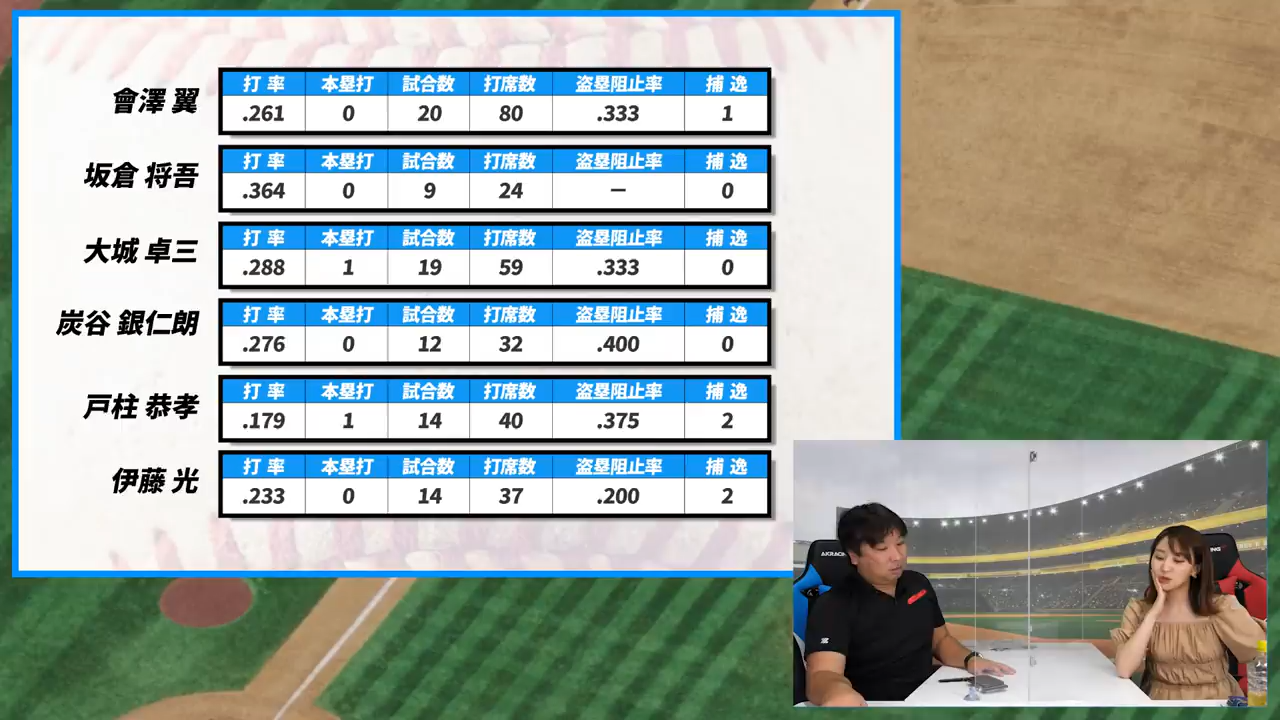 會澤 翼
打 率 本塁打 試合数 打席数 盗塁阻止率 捕 逸
.261 0 20 80 .333 1
坂倉 将吾
打 率 本塁打 試合数 打席数 盗塁阻止率 捕 逸
.364 0 9 24 － 0
大城 卓三
打 率 本塁打 試合数 打席数 盗塁阻止率 捕 逸
.288 1 19 59 .333 0
炭谷 銀仁朗
打 率 本塁打 試合数 打席数 盗塁阻止率 捕 逸
.276 0 12 32 .400 0
戸柱 恭孝
打 率 本塁打 試合数 打席数 盗塁阻止率 捕 逸
.179 1 14 40 .375 2
伊藤 光
打 率 本塁打 試合数 打席数 盗塁阻止率 捕 逸
.233 0 14 37 .200 2